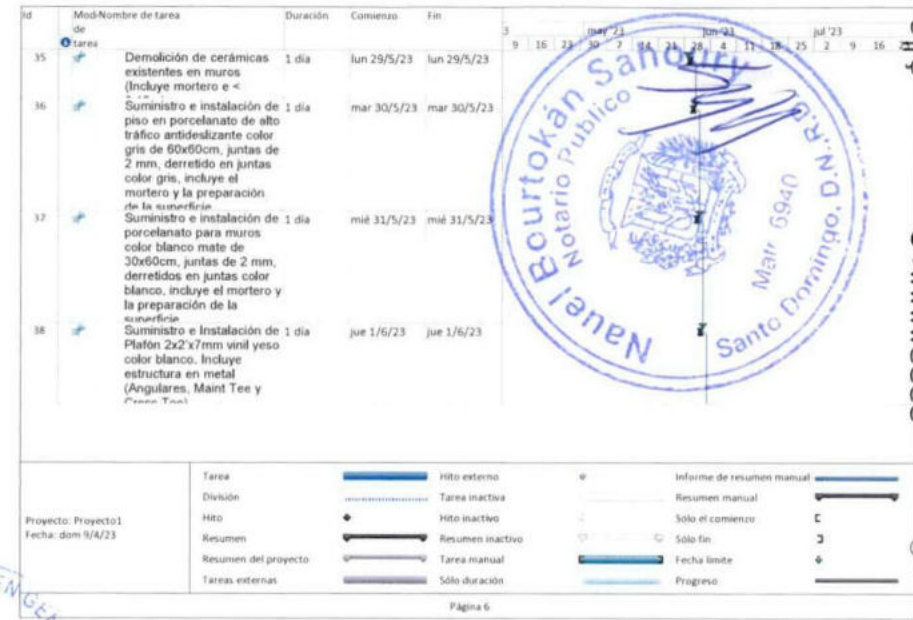 Id Modo de tarea Nombre de tarea Duración Comienzo Fin
3 may '23 jun '23 jul '23
9 16 23 30 7 14 21 28 4 11 18 25 2 9 16
35 Demolición de cerámicas 1 día lun 29/5/23 lun 29/5/23
existentes en muros
(Incluye mortero e <
36 Suministro e instalación de 1 día mar 30/5/23 mar 30/5/23
piso en porcelanato de alto
tráfico antideslizante color
gris de 60x60cm, juntas de
2 mm, derretido en juntas
color gris, incluye el
mortero y la preparación
de la superficie
37 Suministro e instalación de 1 día mié 31/5/23 mié 31/5/23
porcelanato para muros
color blanco mate de
30x60cm, juntas de 2 mm,
derretidos en juntas color
blanco, incluye el mortero y
la preparación de la
superficie
38 Suministro e Instalación de 1 día jue 1/6/23 jue 1/6/23
Plafón 2x2'x7mm vinil yeso
color blanco. Incluye
estructura en metal
(Angulares, Maint Tee y
Cross Tee)
Nauel Bourtokán Sahoury
Notario Público
Matr. 6940
Santo Domingo, D.N., R.D.
Proyecto: Proyecto1
Fecha: dom 9/4/23
Tarea Hito externo Informe de resumen manual
División Tarea inactiva Resumen manual
Hito Hito inactivo Sólo el comienzo
Resumen Resumen inactivo Sólo fin
Resumen del proyecto Tarea manual Fecha límite
Tareas externas Sólo duración Progreso
Página 6